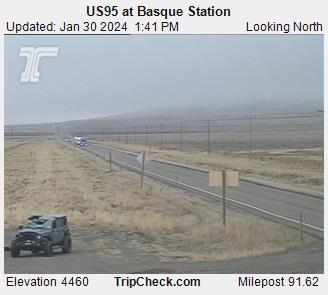 US95 at Basque Station
Updated: Jan 30 2024 1:41 PM Looking North
Elevation 4460 TripCheck.com Milepost 91.62